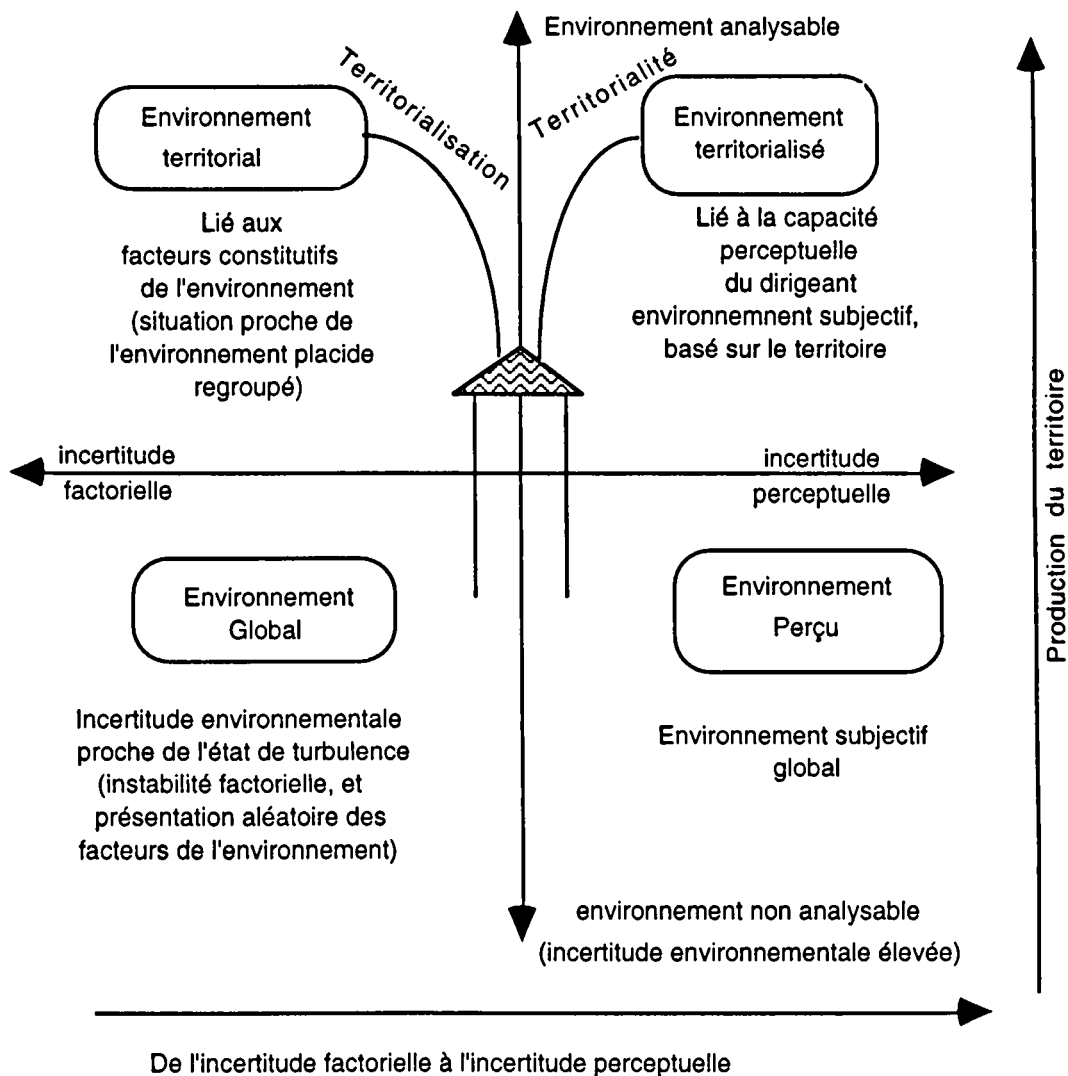 Environnement analysable
Territorialisation
Territorialité
Environnement
territorial
Environnement
territorialisé
Lié aux
facteurs constitutifs
de l'environnement
(situation proche de
l'environnement placide
regroupé)
Lié à la capacité
perceptuelle
du dirigeant
environnemnent subjectif,
basé sur le territoire
incertitude
factorielle
incertitude
perceptuelle
Environnement
Global
Environnement
Perçu
Incertitude environnementale
proche de l'état de turbulence
(instabilité factorielle, et
présentation aléatoire des
facteurs de l'environnement)
Environnement subjectif
global
environnement non analysable
(incertitude environnementale élevée)
Production du territoire
De l'incertitude factorielle à l'incertitude perceptuelle